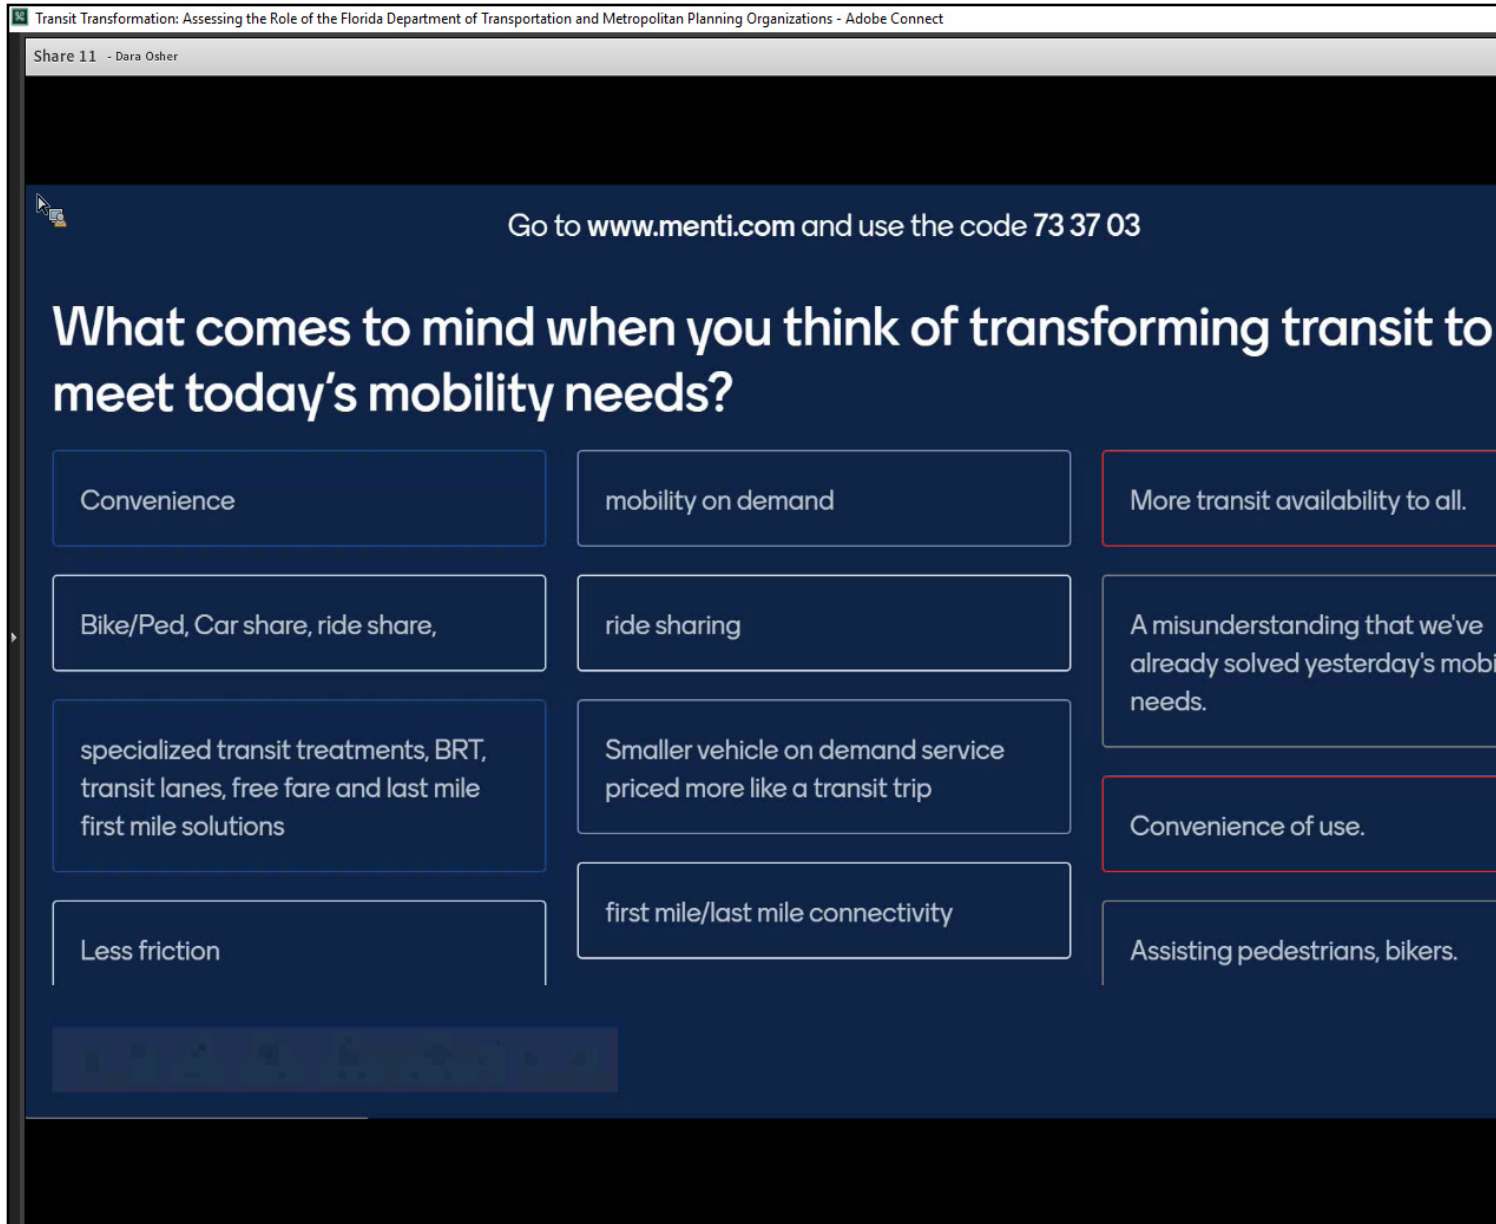 Transit Transformation: Assessing the Role of the Florida Department of Transportation and Metropolitan Planning Organizations - Adobe Connect
Share 11 - Dara Osher
Go to www.menti.com and use the code 73 37 03
What comes to mind when you think of transforming transit to
meet today's mobility needs?
Convenience
Bike/Ped, Car share, ride share,
specialized transit treatments, BRT,
transit lanes, free fare and last mile
first mile solutions
Less friction
mobility on demand
ride sharing
Smaller vehicle on demand service
priced more like a transit trip
first mile/last mile connectivity
More transit availability to all.
A misunderstanding that we've
already solved yesterday's mobi
needs.
Convenience of use.
Assisting pedestrians, bikers.